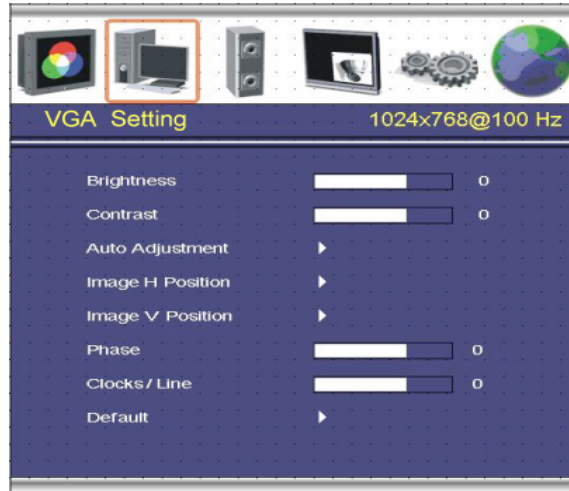 VGA Setting 1024x768@100 Hz
Brightness 0
Contrast 0
Auto Adjustment
Image H Position
Image V Position
Phase 0
Clocks / Line 0
Default